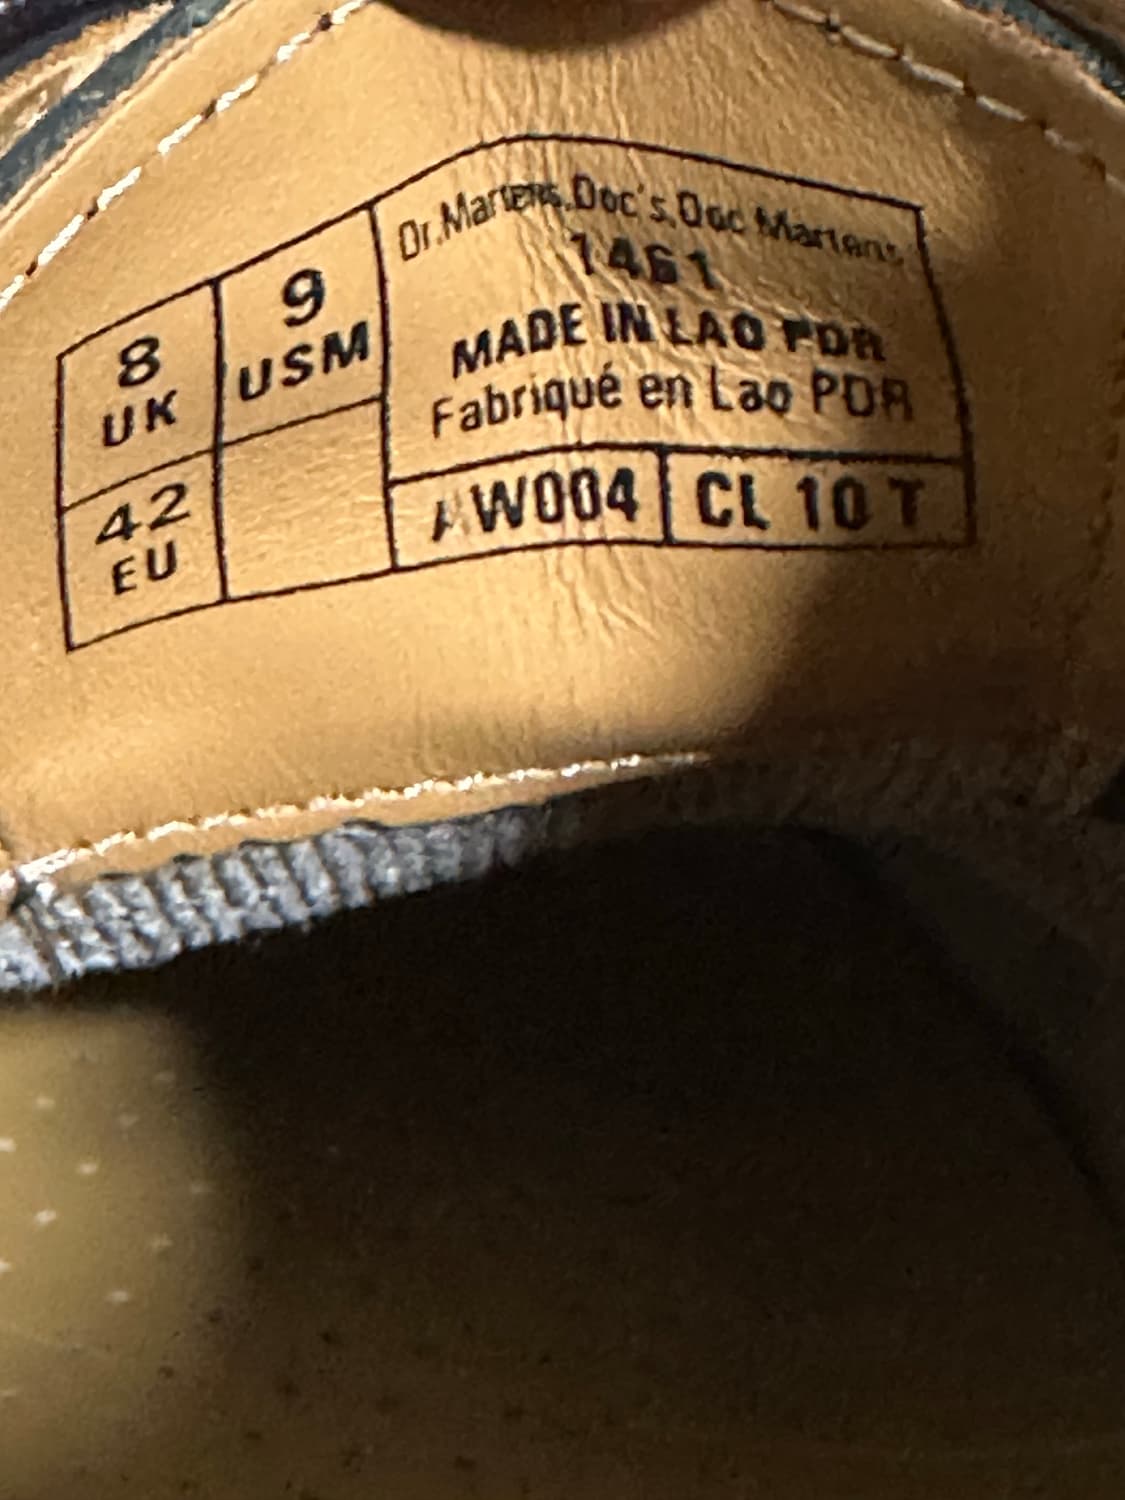 8
UK
9
USM
42
EU
Dr.Martens.Doc's.Doc Martens
1461
MADE IN LAO PDR
Fabriqué en Lao PDR
AW004
CL 10 T